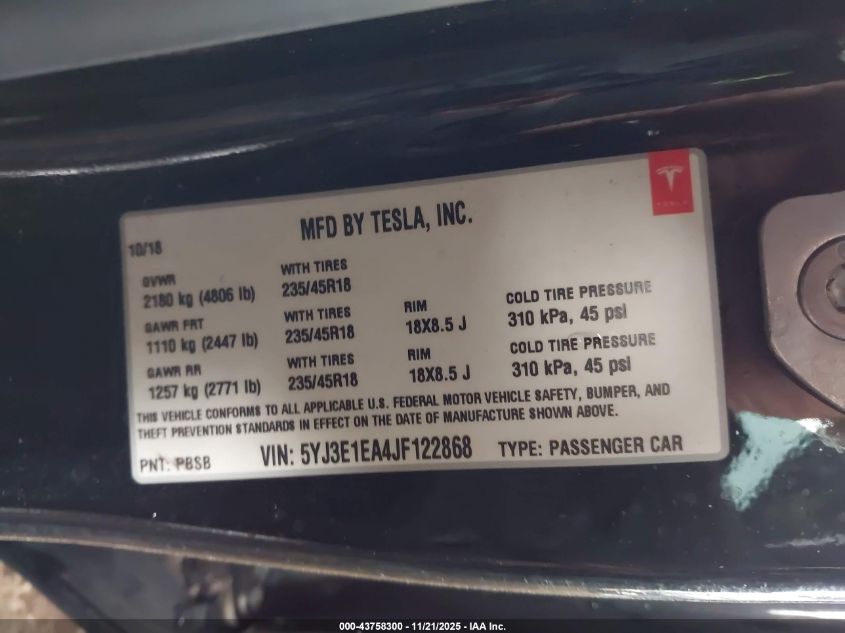 TESLA
MFD BY TESLA, INC.
10/18
GVWR
2180 kg (4806 lb)
WITH TIRES
235/45R18
GAWR FRT
1110 kg (2447 lb)
WITH TIRES
235/45R18
RIM
18X8.5 J
COLD TIRE PRESSURE
310 kPa, 45 psi
GAWR RR
1257 kg (2771 lb)
WITH TIRES
235/45R18
RIM
18X8.5 J
COLD TIRE PRESSURE
310 kPa, 45 psi
THIS VEHICLE CONFORMS TO ALL APPLICABLE U.S. FEDERAL MOTOR VEHICLE SAFETY, BUMPER, AND
THEFT PREVENTION STANDARDS IN EFFECT ON THE DATE OF MANUFACTURE SHOWN ABOVE.
PNT: PBSB VIN: 5YJ3E1EA4JF122868 TYPE: PASSENGER CAR
000-43758300 - 11/21/2025 - IAA Inc.